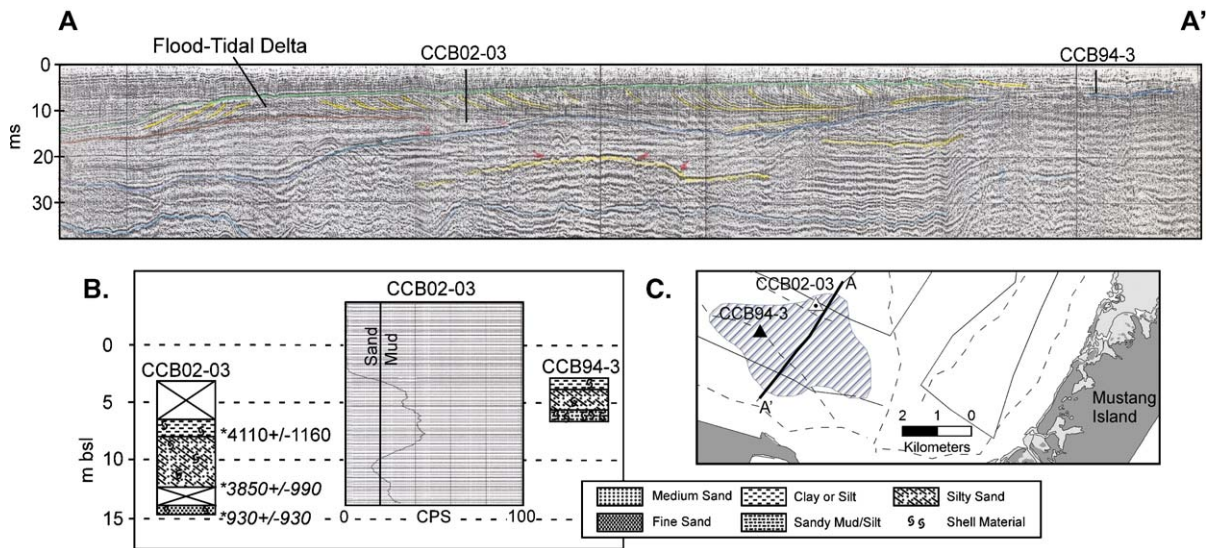 A
A'
Flood-Tidal Delta
CCB02-03
CCB94-3
0
10
20
30
ms
B.
CCB02-03
Sand
Mud
0
5
10
15
m bsl
CCB02-03
*4110+/-1160
*3850+/-990
*930+/-930
0
CPS
100
CCB94-3
C.
CCB02-03
A
CCB94-3
A'
2 1 0
Kilometers
Mustang
Island
Medium Sand
Clay or Silt
Silty Sand
Fine Sand
Sandy Mud/Silt
Shell Material